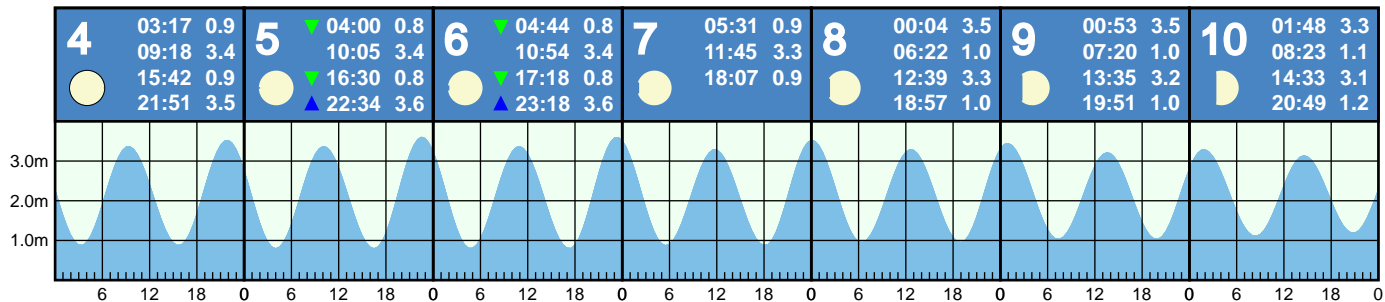 4
03:17 0.9
09:18 3.4
15:42 0.9
21:51 3.5
5
▼ 04:00 0.8
10:05 3.4
▼ 16:30 0.8
▲ 22:34 3.6
6
▼ 04:44 0.8
10:54 3.4
▼ 17:18 0.8
▲ 23:18 3.6
7
05:31 0.9
11:45 3.3
18:07 0.9
8
00:04 3.5
06:22 1.0
12:39 3.3
18:57 1.0
9
00:53 3.5
07:20 1.0
13:35 3.2
19:51 1.0
10
01:48 3.3
08:23 1.1
14:33 3.1
20:49 1.2
3.0m
2.0m
1.0m
6 12 18 0 6 12 18 0 6 12 18 0 6 12 18 0 6 12 18 0 6 12 18 0 6 12 18 0